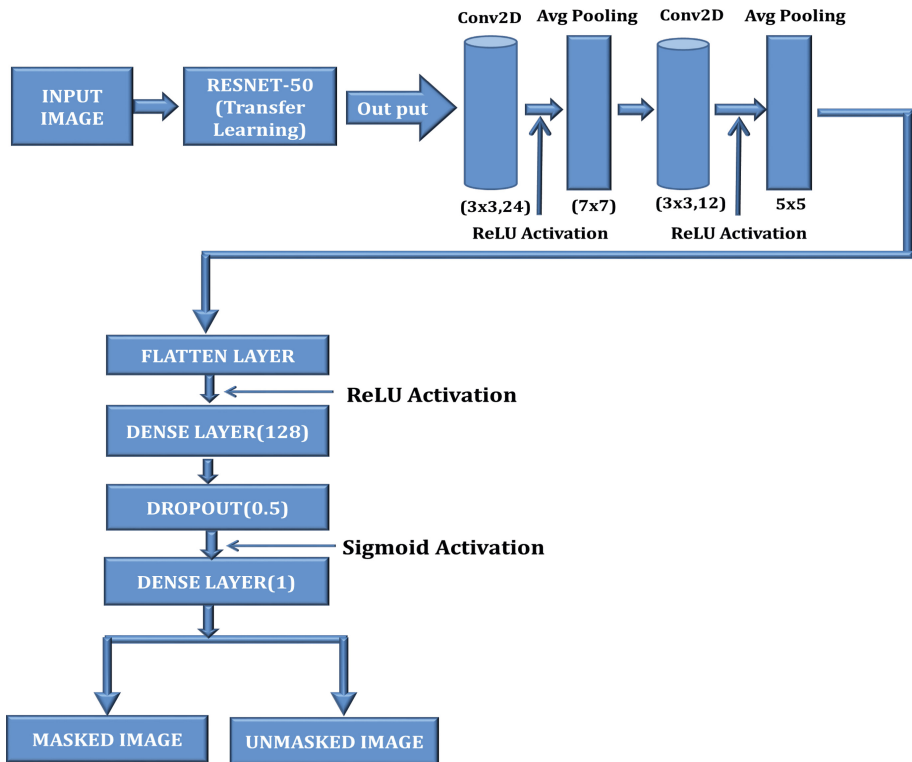 Conv2D
Avg Pooling
Conv2D
Avg Pooling
INPUT
IMAGE
RESNET-50
(Transfer
Learning)
Out put
(3x3,24)
(7x7)
(3x3,12)
5x5
ReLU Activation
ReLU Activation
FLATTEN LAYER
ReLU Activation
DENSE LAYER(128)
DROPOUT(0.5)
Sigmoid Activation
DENSE LAYER(1)
MASKED IMAGE
UNMASKED IMAGE